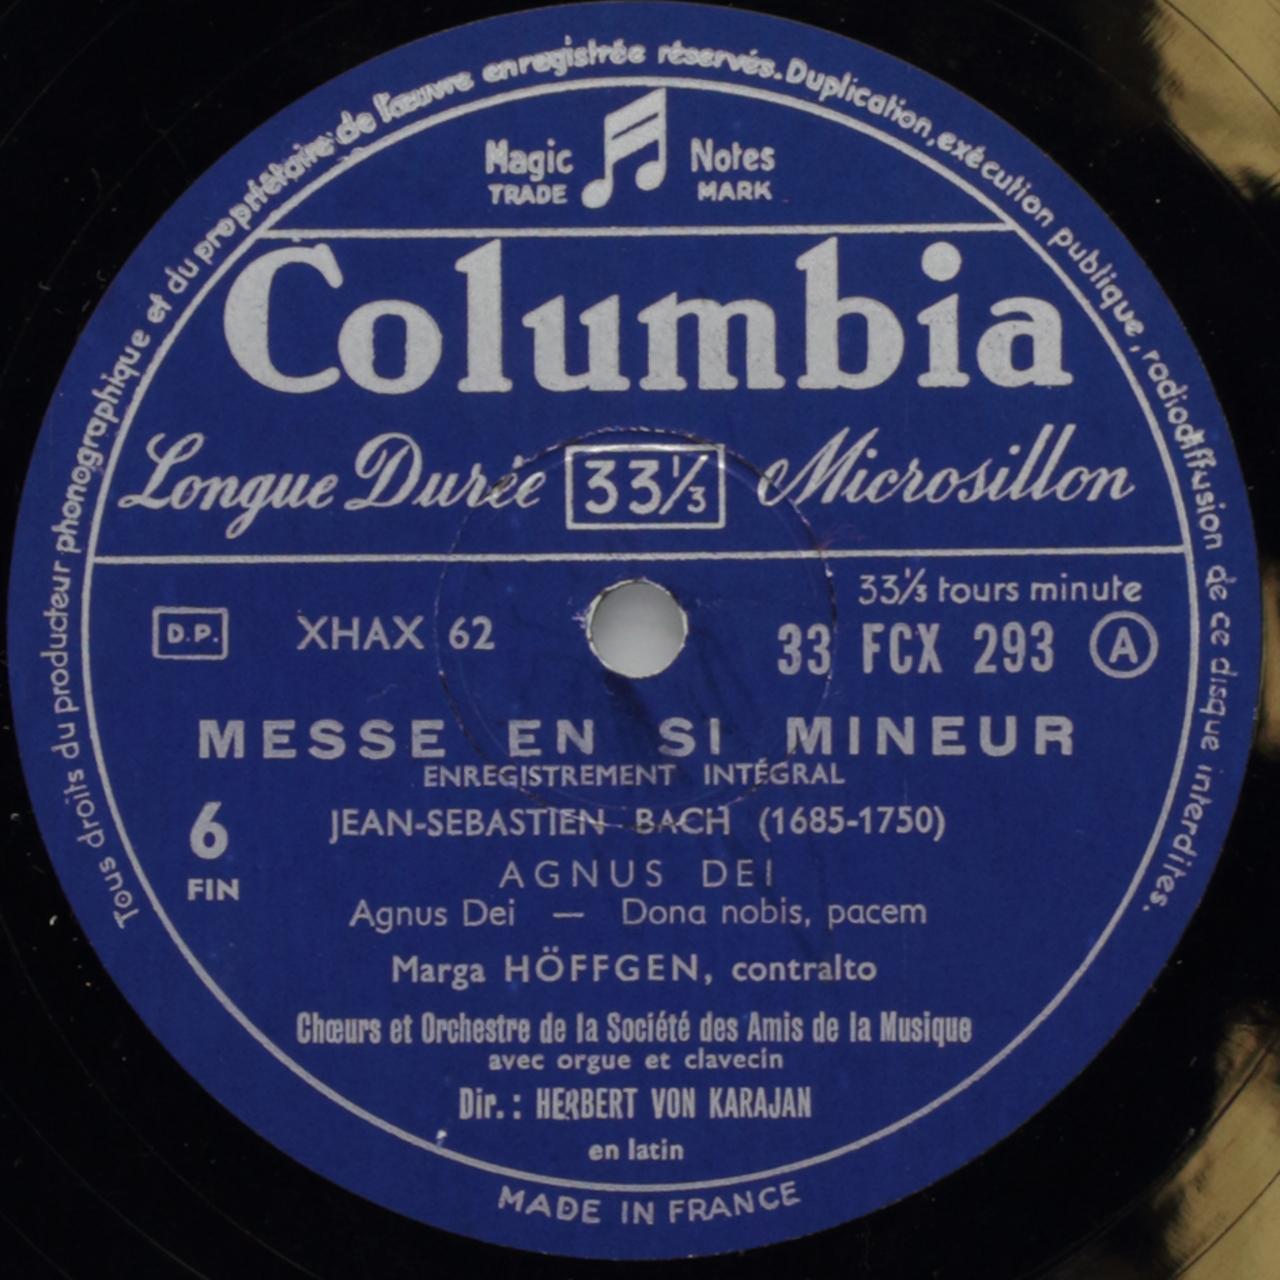 Tous droits du producteur phonographique et du propriétaire de l'œuvre enregistrée réservés. Duplication, exécution publique, radiodiffusion de ce disque interdites.
Magic Notes
TRADE MARK
Columbia
Longue Durée 33⅓ Microsillon
33⅓ tours minute
D.P. XHAX 62 33 FCX 293 A
MESSE EN SI MINEUR
ENREGISTREMENT INTÉGRAL
6 JEAN-SEBASTIEN BACH (1685-1750)
FIN AGNUS DEI
Agnus Dei — Dona nobis, pacem
Marga HÖFFGEN, contralto
Chœurs et Orchestre de la Société des Amis de la Musique
avec orgue et clavecin
Dir. : HERBERT VON KARAJAN
en latin
MADE IN FRANCE